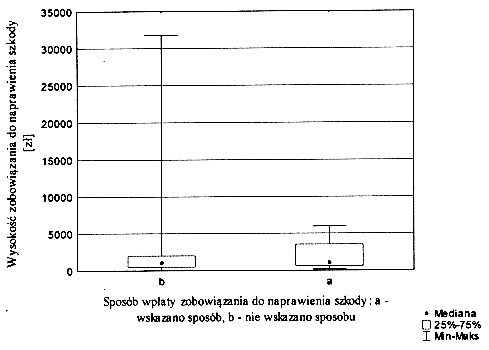 Wysokość zobowiązania do naprawienia szkody
[zł]
35000
30000
25000
20000
15000
10000
5000
0
b
a
Sposób wpłaty zobowiązania do naprawienia szkody : a -
wskazano sposób, b - nie wskazano sposobu
Mediana
25%-75%
Min-Maks